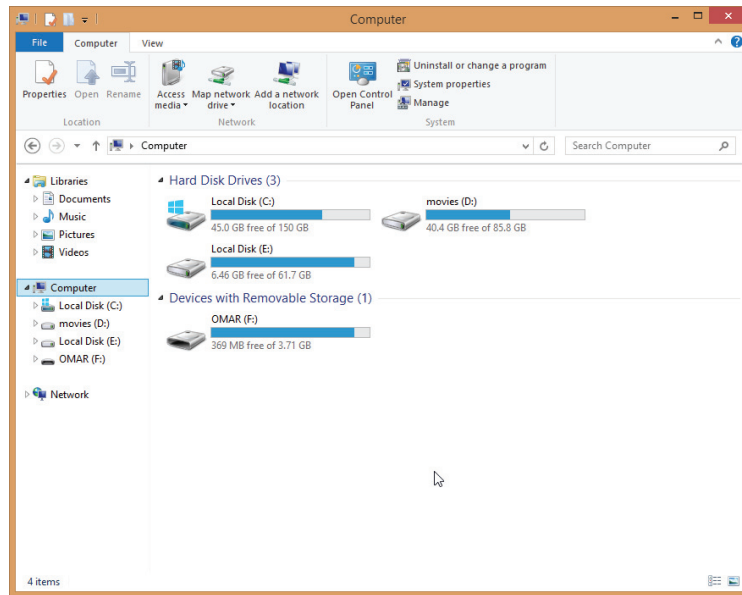 Computer
File Computer View
Properties Open Rename
Access media Map network drive Add a network location
Open Control Panel
Uninstall or change a program
System properties
Manage
Location Network System
Computer
Search Computer
Libraries
Documents
Music
Pictures
Videos
Computer
Local Disk (C:)
movies (D:)
Local Disk (E:)
OMAR (F:)
Network
Hard Disk Drives (3)
Local Disk (C:)
45.0 GB free of 150 GB
movies (D:)
40.4 GB free of 85.8 GB
Local Disk (E:)
6.46 GB free of 61.7 GB
Devices with Removable Storage (1)
OMAR (F:)
369 MB free of 3.71 GB
4 items